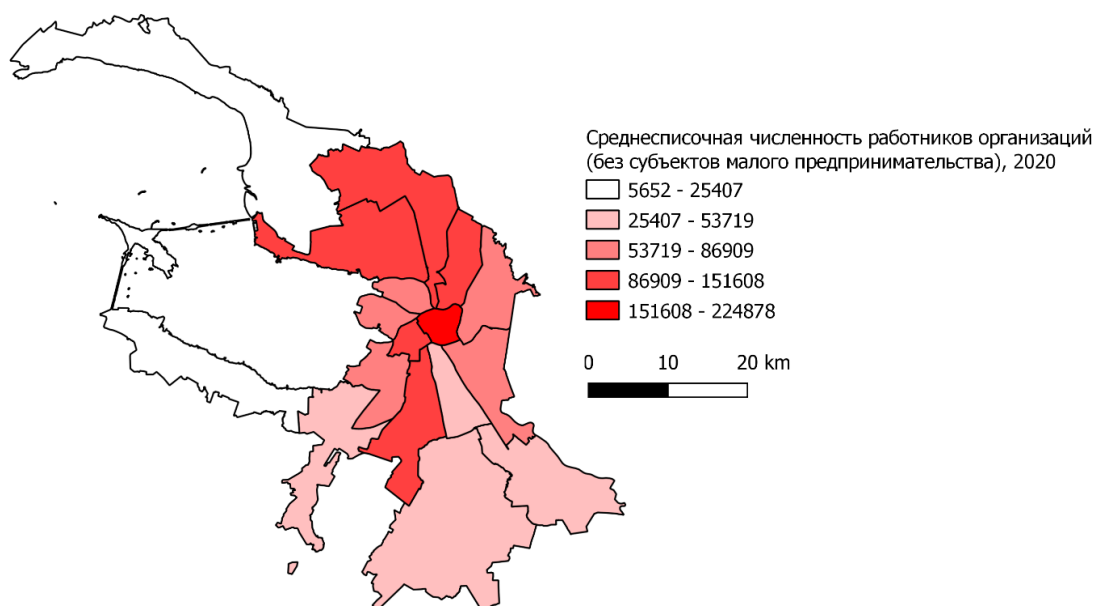 Среднесписочная численность работников организаций
(без субъектов малого предпринимательства), 2020
5652 - 25407
25407 - 53719
53719 - 86909
86909 - 151608
151608 - 224878
0 10 20 km